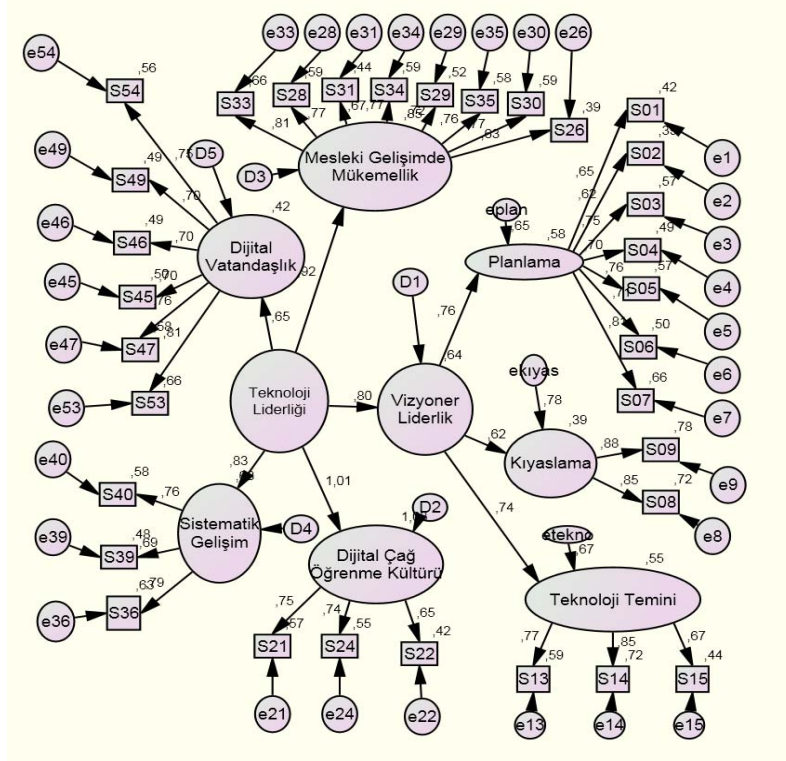 e33
e28
e31
e34
e29
e35
e30
e26
e54
,56
S54
,66
S33
,59
S28
,44
S31
,59
S34
,52
S29
,58
S35
,59
S30
,39
S26
,42
S01
e1
S02
e2
,57
S03
e3
,49
S04
e4
,57
S05
e5
,50
S06
e6
,66
S07
e7
,81
,77
,67
,77
,76
,83
Mesleki Gelişimde
Mükemmellik
D3
D5
,75
e49
,49
S49
,70
e46
,49
S46
,70
e45
S45
,70
e47
S47
,81
e53
,66
S53
,42
Dijital
Vatandaşlık
,65
,92
eplan
,65
,58
Planlama
,65
,62
,75
,70
,76
D1
,76
,64
Teknoloji
Liderliği
,80
Vizyoner
Liderlik
ekıyas
,78
,39
Kıyaslama
,62
,88
,78
S09
e9
,85
,72
S08
e8
,74
e40
,58
S40
,76
e39
,48
S39
,69
e36
S36
,79
,83
Sistematik
Gelişim
D4
1,01
D2
Dijital Çağ
Öğrenme Kültürü
,75
,57
S21
e21
,74
,55
S24
e24
,65
,42
S22
e22
etekno
,67
,55
Teknoloji Temini
,77
,59
S13
e13
,85
,72
S14
e14
,67
,44
S15
e15